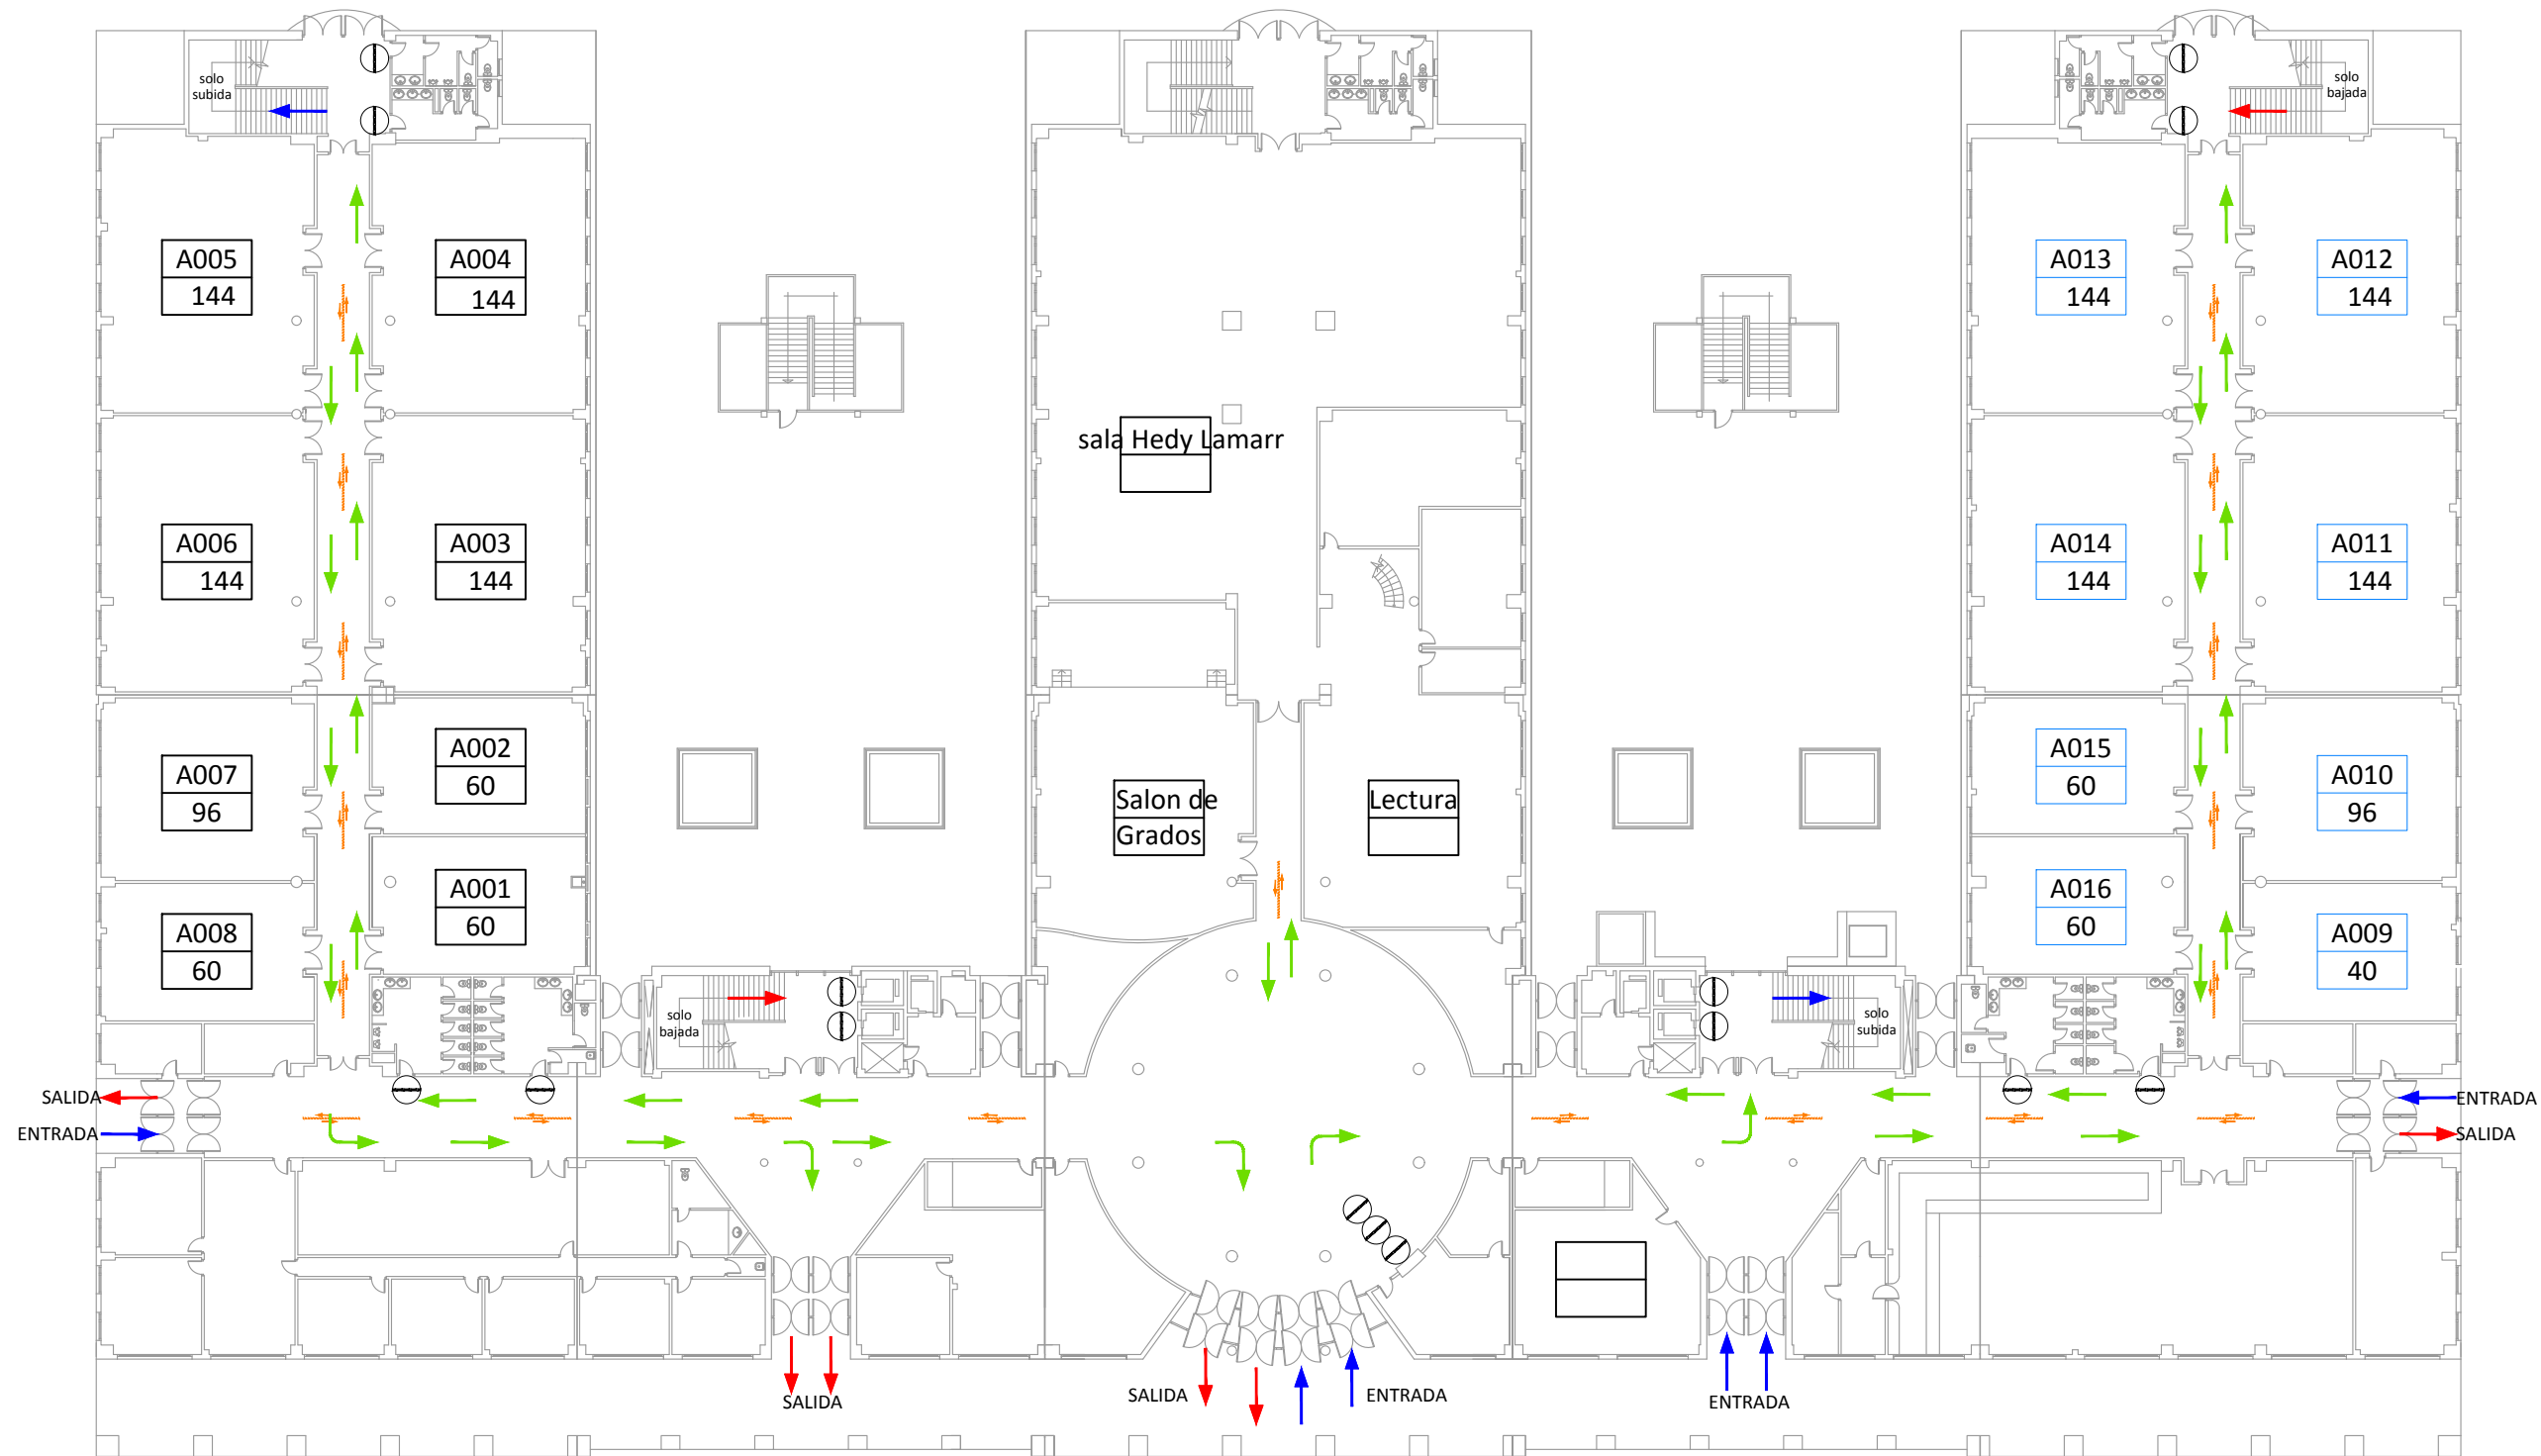 solo
subida
solo
bajada
A005
144
A004
144
A013
144
A012
144
sala Hedy Lamarr
A006
144
A003
144
A014
144
A011
144
A007
96
A002
60
Salon de
Grados
Lectura
A015
60
A010
96
A001
60
A008
60
A016
60
A009
40
solo
bajada
solo
subida
SALIDA
ENTRADA
ENTRADA
SALIDA
SALIDA
SALIDA
ENTRADA
ENTRADA